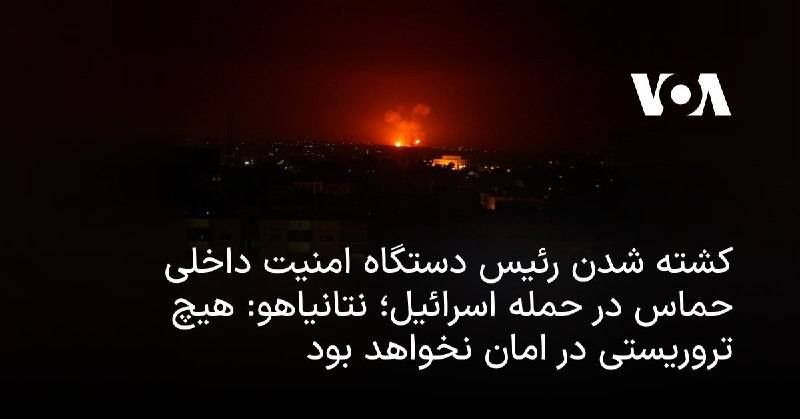 VOA
کشته شدن رئیس دستگاه امنیت داخلی
حماس در حمله اسرائیل؛ نتانیاهو: هیچ
تروریستی در امان نخواهد بود